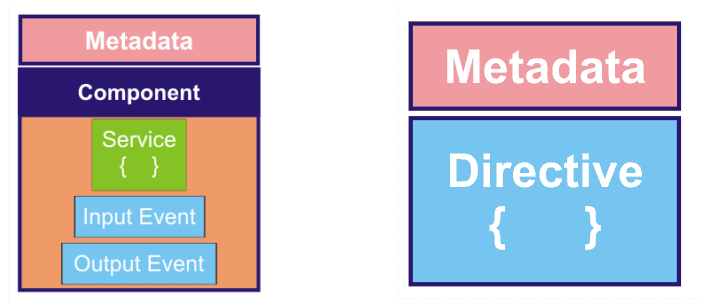 Metadata
Component
Service
{ }
Input Event
Output Event
Metadata
Directive
{ }